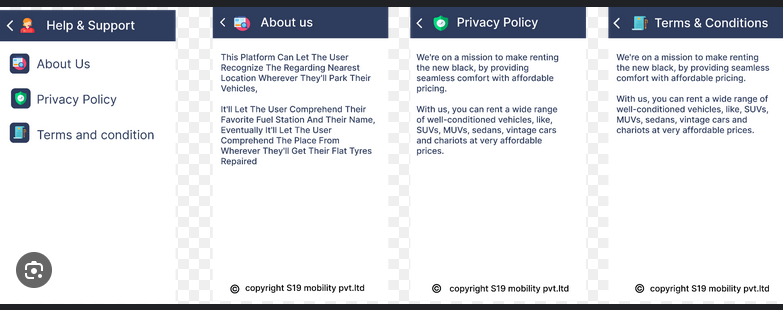 Help & Support
About Us
Privacy Policy
Terms and condition
About us
This Platform Can Let The User
Recognize The Regarding Nearest
Location Wherever They'll Park Their
Vehicles,
It'll Let The User Comprehend Their
Favorite Fuel Station And Their Name,
Eventually It'll Let The User
Comprehend The Place From
Wherever They'll Get Their Flat Tyres
Repaired
© copyright S19 mobility pvt.ltd
Privacy Policy
We're on a mission to make renting
the new black, by providing
seamless comfort with affordable
pricing.
With us, you can rent a wide range
of well-conditioned vehicles, like,
SUVs, MUVs, sedans, vintage cars
and chariots at very affordable
prices.
© copyright S19 mobility pvt.ltd
Terms & Conditions
We're on a mission to make renting
the new black, by providing seamless
comfort with affordable pricing.
With us, you can rent a wide range of
well-conditioned vehicles, like, SUVs,
MUVs, sedans, vintage cars and
chariots at very affordable prices.
© copyright S19 mobility pvt.ltd